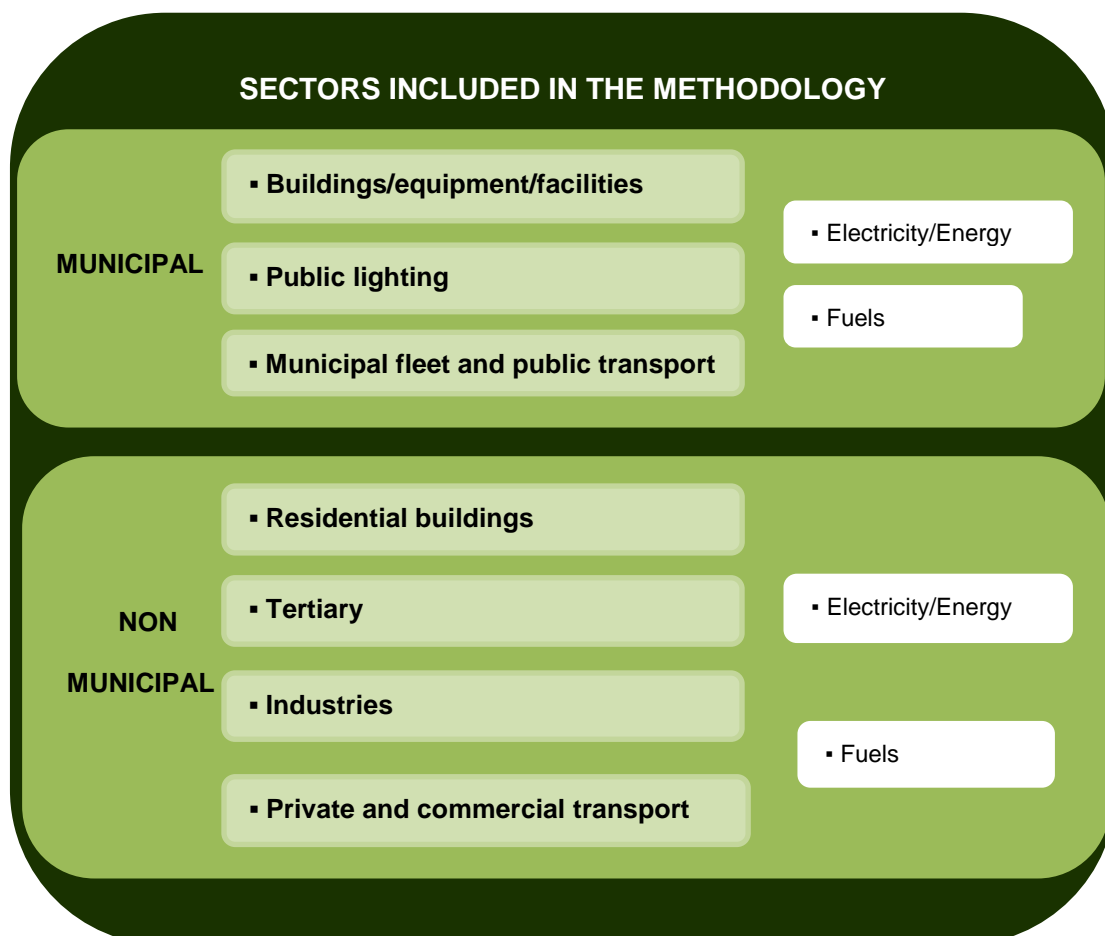 SECTORS INCLUDED IN THE METHODOLOGY
MUNICIPAL
▪ Buildings/equipment/facilities
▪ Public lighting
▪ Municipal fleet and public transport
▪ Electricity/Energy
▪ Fuels
NON
MUNICIPAL
▪ Residential buildings
▪ Tertiary
▪ Industries
▪ Private and commercial transport
▪ Electricity/Energy
▪ Fuels